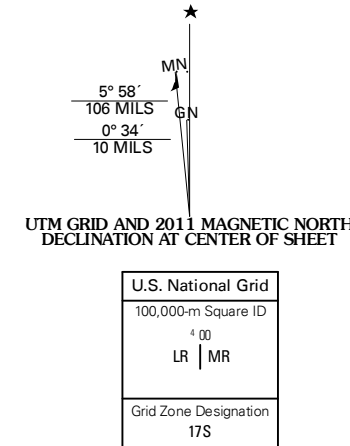 MN
5° 58´
106 MILS
GN
0° 34´
10 MILS
UTM GRID AND 2011 MAGNETIC NORTH
DECLINATION AT CENTER OF SHEET
U.S. National Grid
100,000-m Square ID
4 00
LR MR
Grid Zone Designation
17S